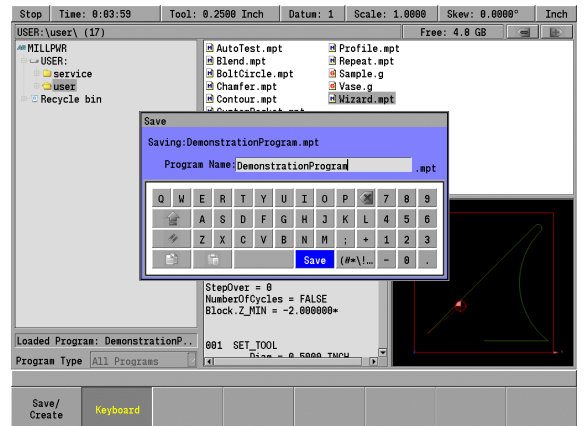 Stop Time: 0:03:59 Tool: 0.2500 Inch Datum: 1 Scale: 1.0000 Skew: 0.0000° Inch
USER:\user\ (17) Free: 4.8 GB
MILLPWR
USER:
service
user
Recycle bin
AutoTest.mpt Profile.mpt
Blend.mpt Repeat.mpt
BoltCircle.mpt Sample.g
Chamfer.mpt Vase.g
Contour.mpt Wizard.mpt
Save
Saving:DemonstrationProgram.mpt
Program Name: DemonstrationProgram .mpt
Q W E R T Y U I O P 7 8 9
A S D F G H J K L 4 5 6
Z X C V B N M ; + 1 2 3
Save (#*\!... - 0 .
StepOver = 0
NumberOfCycles = FALSE
Block.Z_MIN = -2.000000*
001 SET_TOOL
Diam = 0.5000 INCH
Loaded Program: DemonstrationP..
Program Type All Programs
Save/
Create
Keyboard